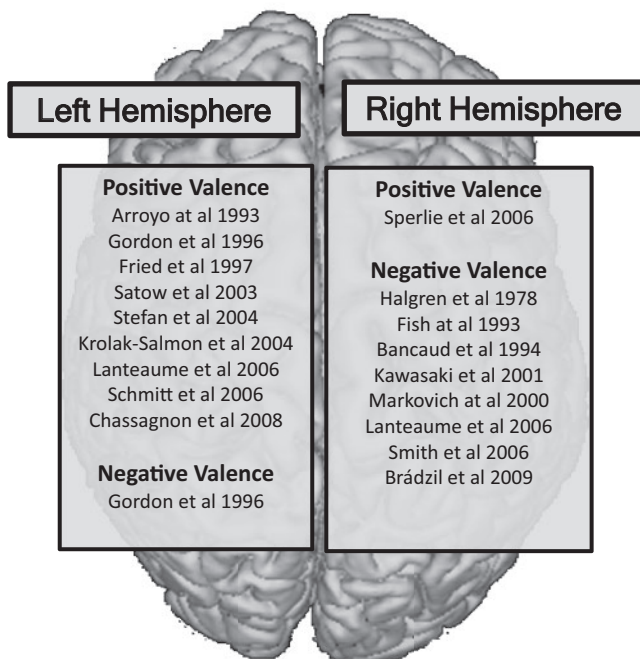 Left Hemisphere
Positive Valence
Arroyo at al 1993
Gordon et al 1996
Fried et al 1997
Satow et al 2003
Stefan et al 2004
Krolak-Salmon et al 2004
Lanteaume et al 2006
Schmitt et al 2006
Chassagnon et al 2008
Negative Valence
Gordon et al 1996
Right Hemisphere
Positive Valence
Sperlie et al 2006
Negative Valence
Halgren et al 1978
Fish at al 1993
Bancaud et al 1994
Kawasaki et al 2001
Markovich at al 2000
Lanteaume et al 2006
Smith et al 2006
Brádzil et al 2009